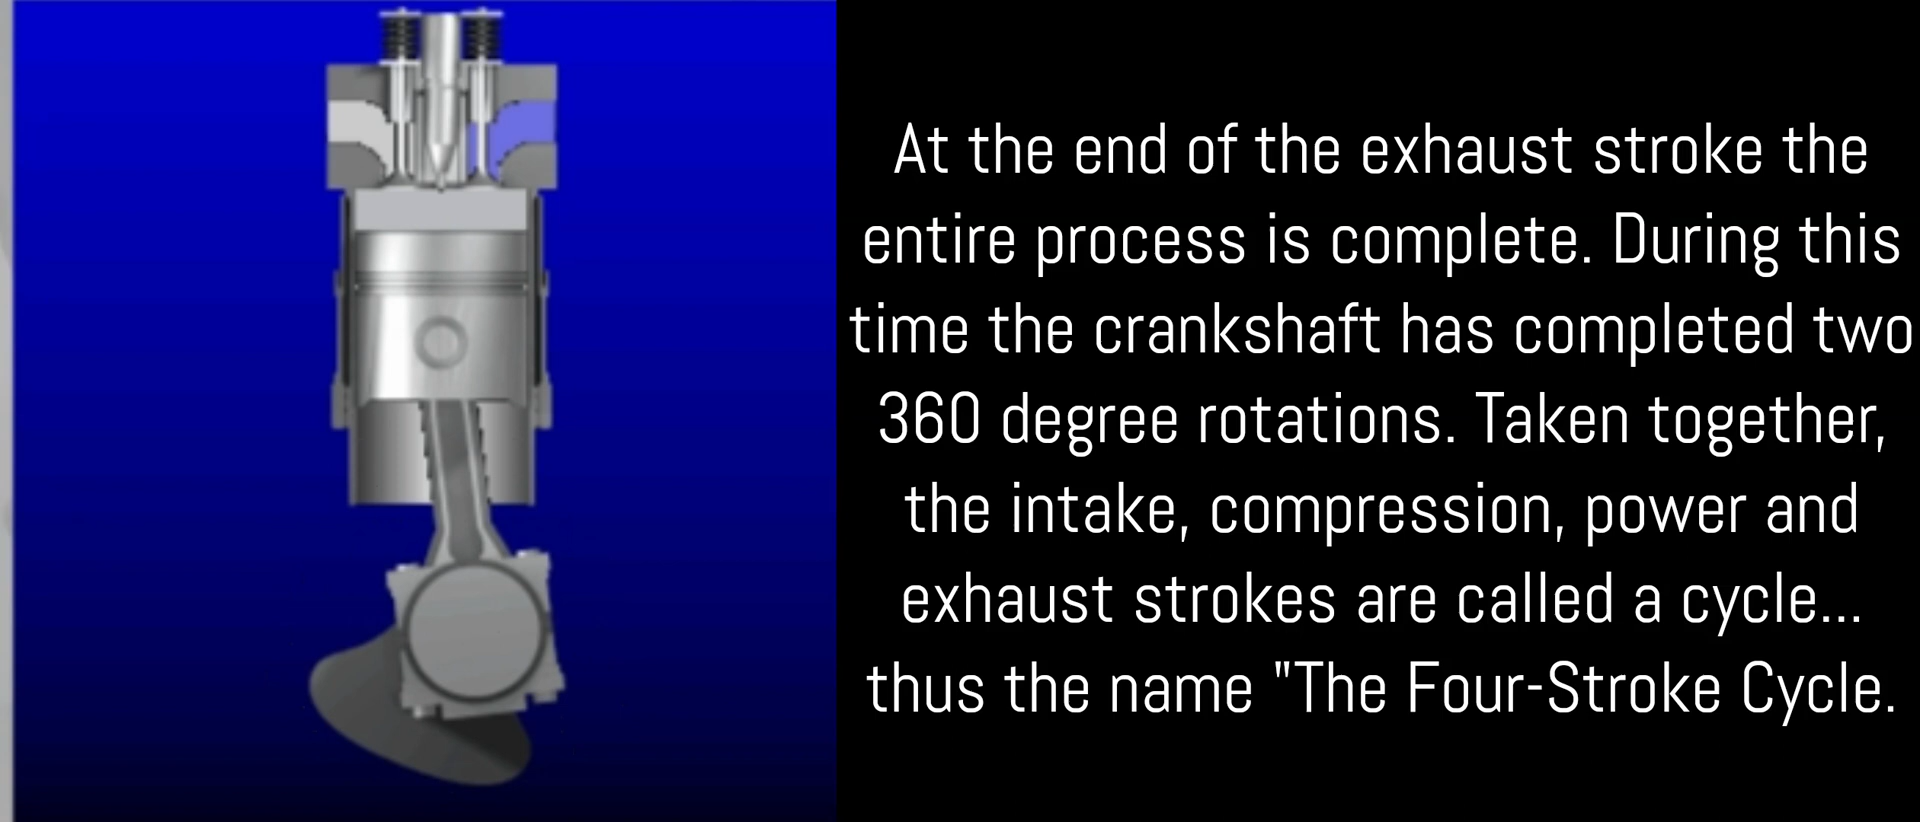 At the end of the exhaust stroke the
entire process is complete. During this
time the crankshaft has completed two
360 degree rotations. Taken together,
the intake, compression, power and
exhaust strokes are called a cycle...
thus the name "The Four-Stroke Cycle.